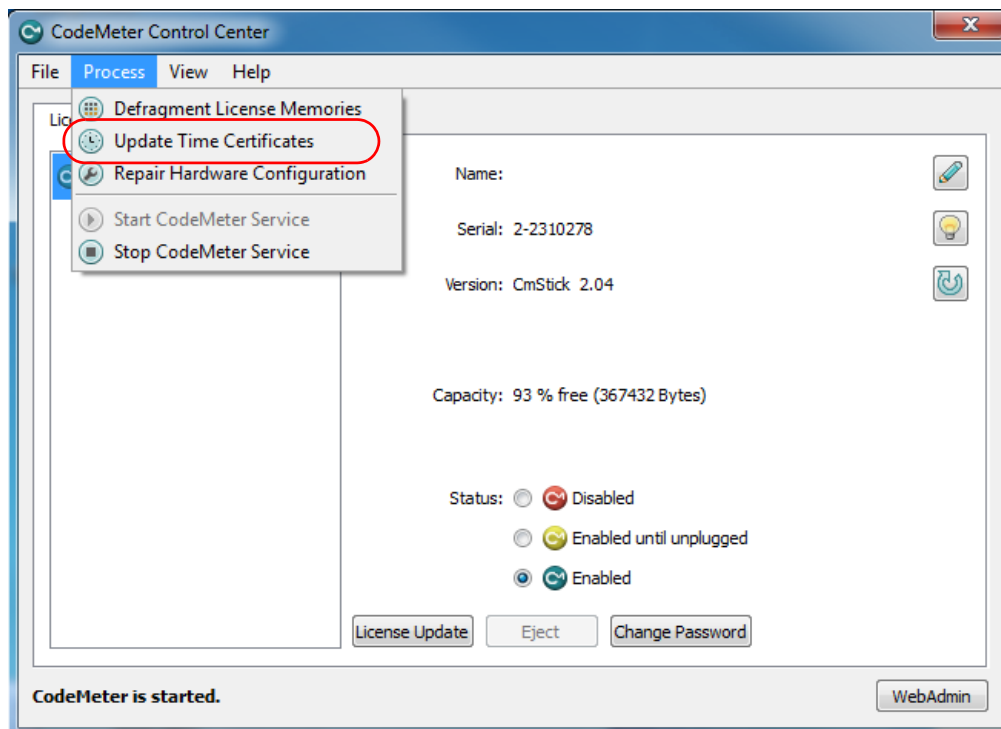 CodeMeter Control Center
File Process View Help
Defragment License Memories
Update Time Certificates
Repair Hardware Configuration
Start CodeMeter Service
Stop CodeMeter Service
Name:
Serial: 2-2310278
Version: CmStick 2.04
Capacity: 93 % free (367432 Bytes)
Status: Disabled
Enabled until unplugged
Enabled
License Update Eject Change Password
CodeMeter is started. WebAdmin